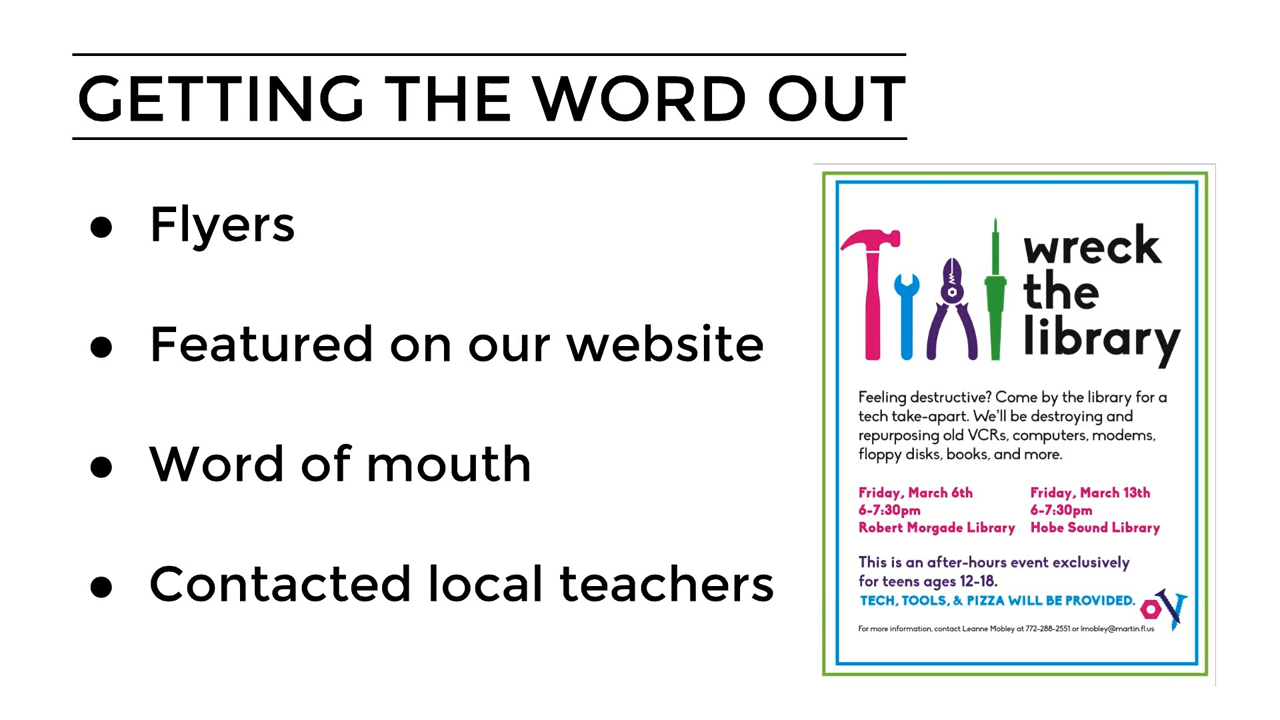 GETTING THE WORD OUT
● Flyers
● Featured on our website
● Word of mouth
● Contacted local teachers
wreck
the
library
Feeling destructive? Come by the library for a
tech take-apart. We'll be destroying and
repurposing old VCRs, computers, modems,
floppy disks, books, and more.
Friday, March 6th
6-7:30pm
Robert Morgade Library
Friday, March 13th
6-7:30pm
Hobe Sound Library
This is an after-hours event exclusively
for teens ages 12-18.
TECH, TOOLS, & PIZZA WILL BE PROVIDED.
For more information, contact Leanne Mobley at 772-288-2551 or lmobley@martin.fl.us